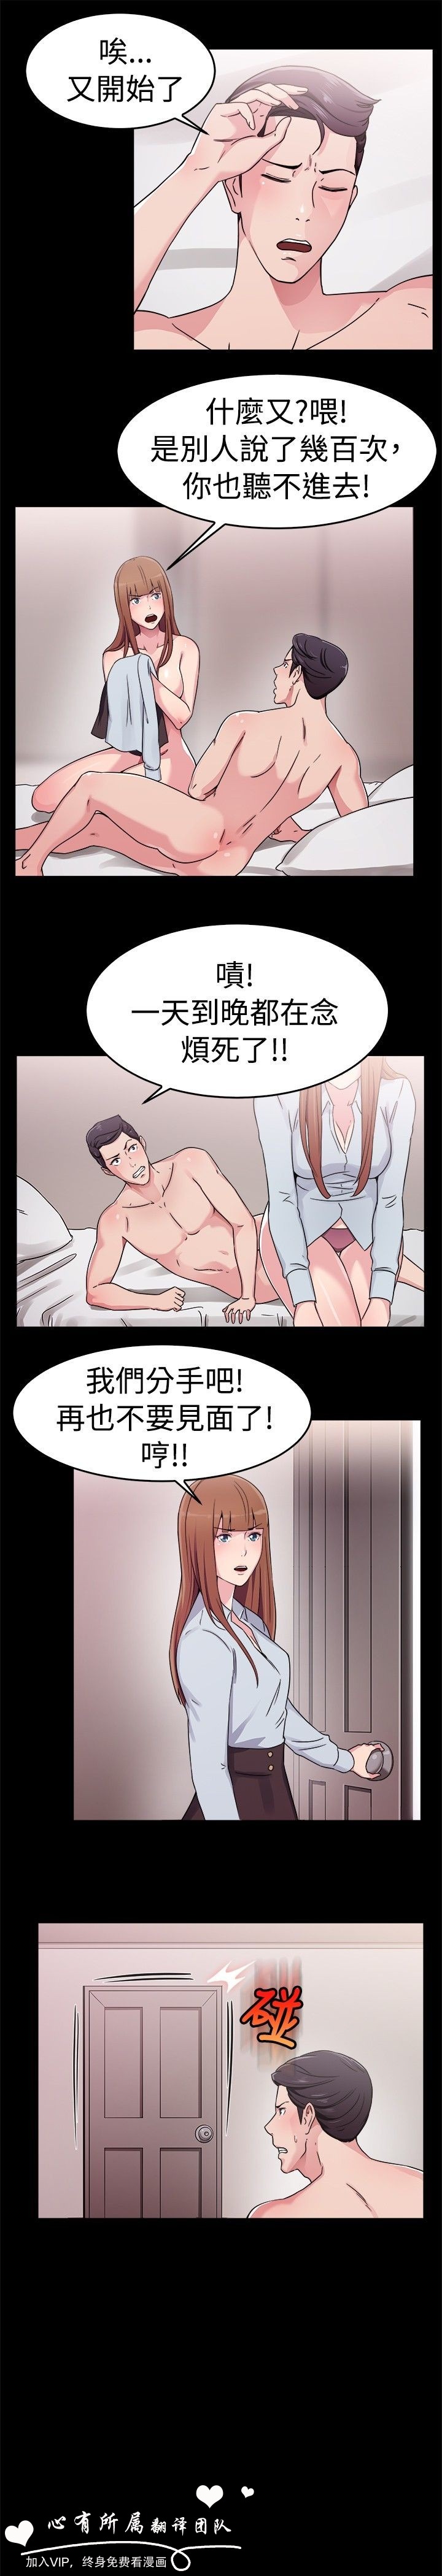 唉...
又開始了
什麼又?喂!
是別人說了幾百次,
你也聽不進去!
嘖!
一天到晚都在念
煩死了!!
我們分手吧!
再也不要見面了!
哼!!
碰
心有所属翻译团队
加入VIP，终身免费看漫画